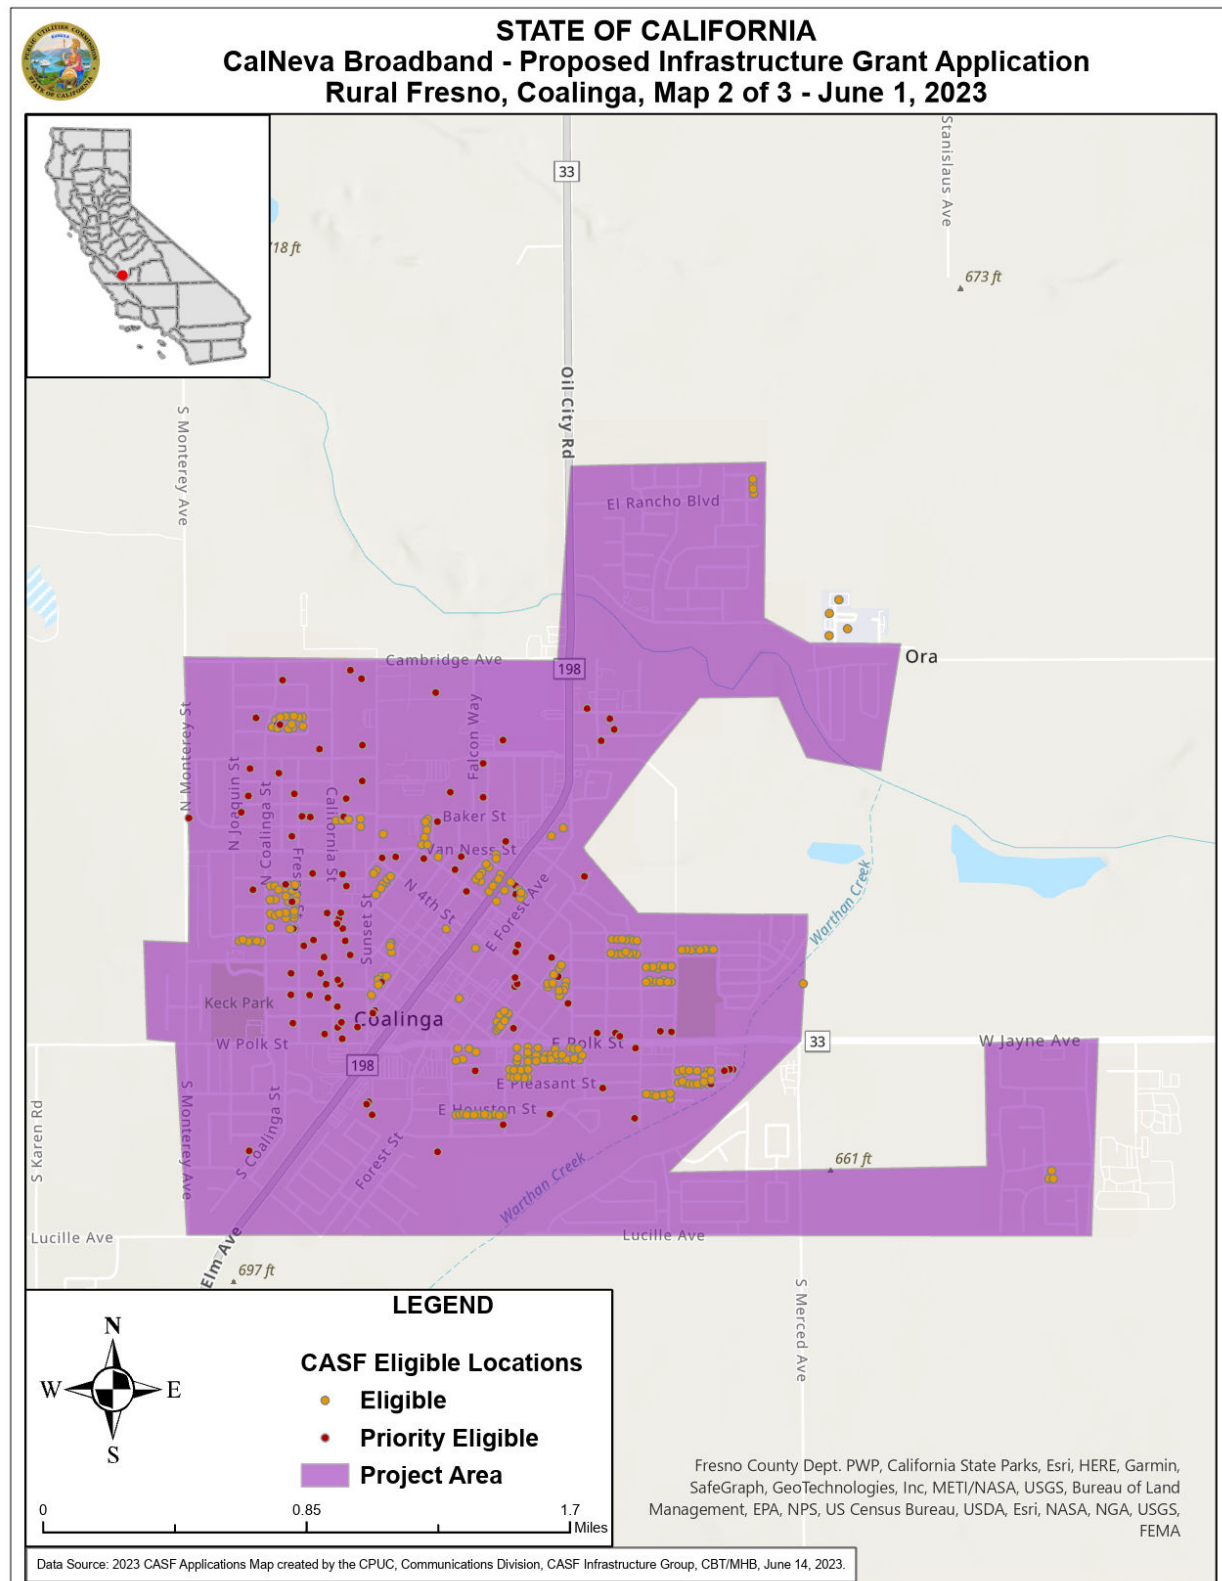 STATE OF CALIFORNIA
CalNeva Broadband - Proposed Infrastructure Grant Application
Rural Fresno, Coalinga, Map 2 of 3 - June 1, 2023
33
Stanislaus Ave
18 ft
673 ft
Oil City Rd
S Monterey Ave
El Rancho Blvd
Cambridge Ave
198
Ora
N Monterey St
Falcon Way
N Joaquin St
N Coalinga St
California St
Baker St
Van Ness St
N 4th St
E Forest Ave
Sunset St
Warthan Creek
Keck Park
Coalinga
W Polk St
E Polk St
33
W Jayne Ave
198
E Pleasant St
E Houston St
S Karen Rd
S Monterey Ave
S Coalinga St
Forest St
Warthan Creek
661 ft
Lucille Ave
Lucille Ave
Elm Ave
697 ft
S Merced Ave
LEGEND
N
W
E
S
CASF Eligible Locations
Eligible
Priority Eligible
Project Area
0
0.85
1.7
Miles
Fresno County Dept. PWP, California State Parks, Esri, HERE, Garmin,
SafeGraph, GeoTechnologies, Inc, METI/NASA, USGS, Bureau of Land
Management, EPA, NPS, US Census Bureau, USDA, Esri, NASA, NGA, USGS,
FEMA
Data Source: 2023 CASF Applications Map created by the CPUC, Communications Division, CASF Infrastructure Group, CBT/MHB, June 14, 2023.